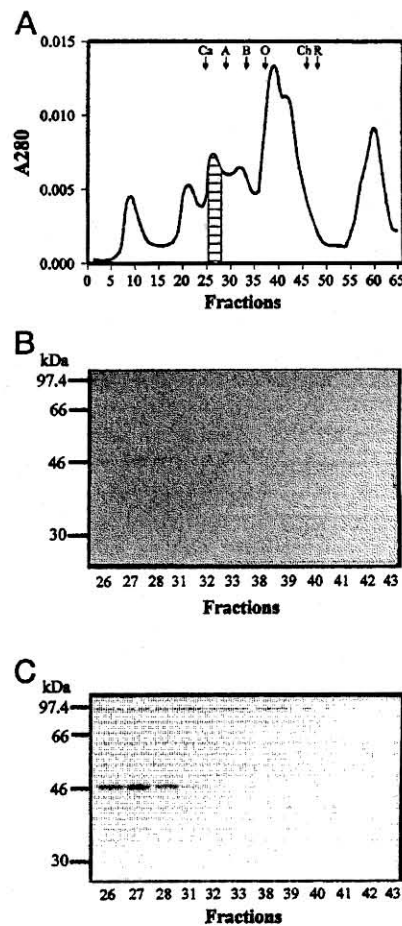 A
0.015
0.010
0.005
0.000
A280
Ca A B O Cb R
0 5 10 15 20 25 30 35 40 45 50 55 60 65
Fractions
B
kDa
97.4
66
46
30
26 27 28 31 32 33 38 39 40 41 42 43
Fractions
C
kDa
97.4
66
46
30
26 27 28 31 32 33 38 39 40 41 42 43
Fractions